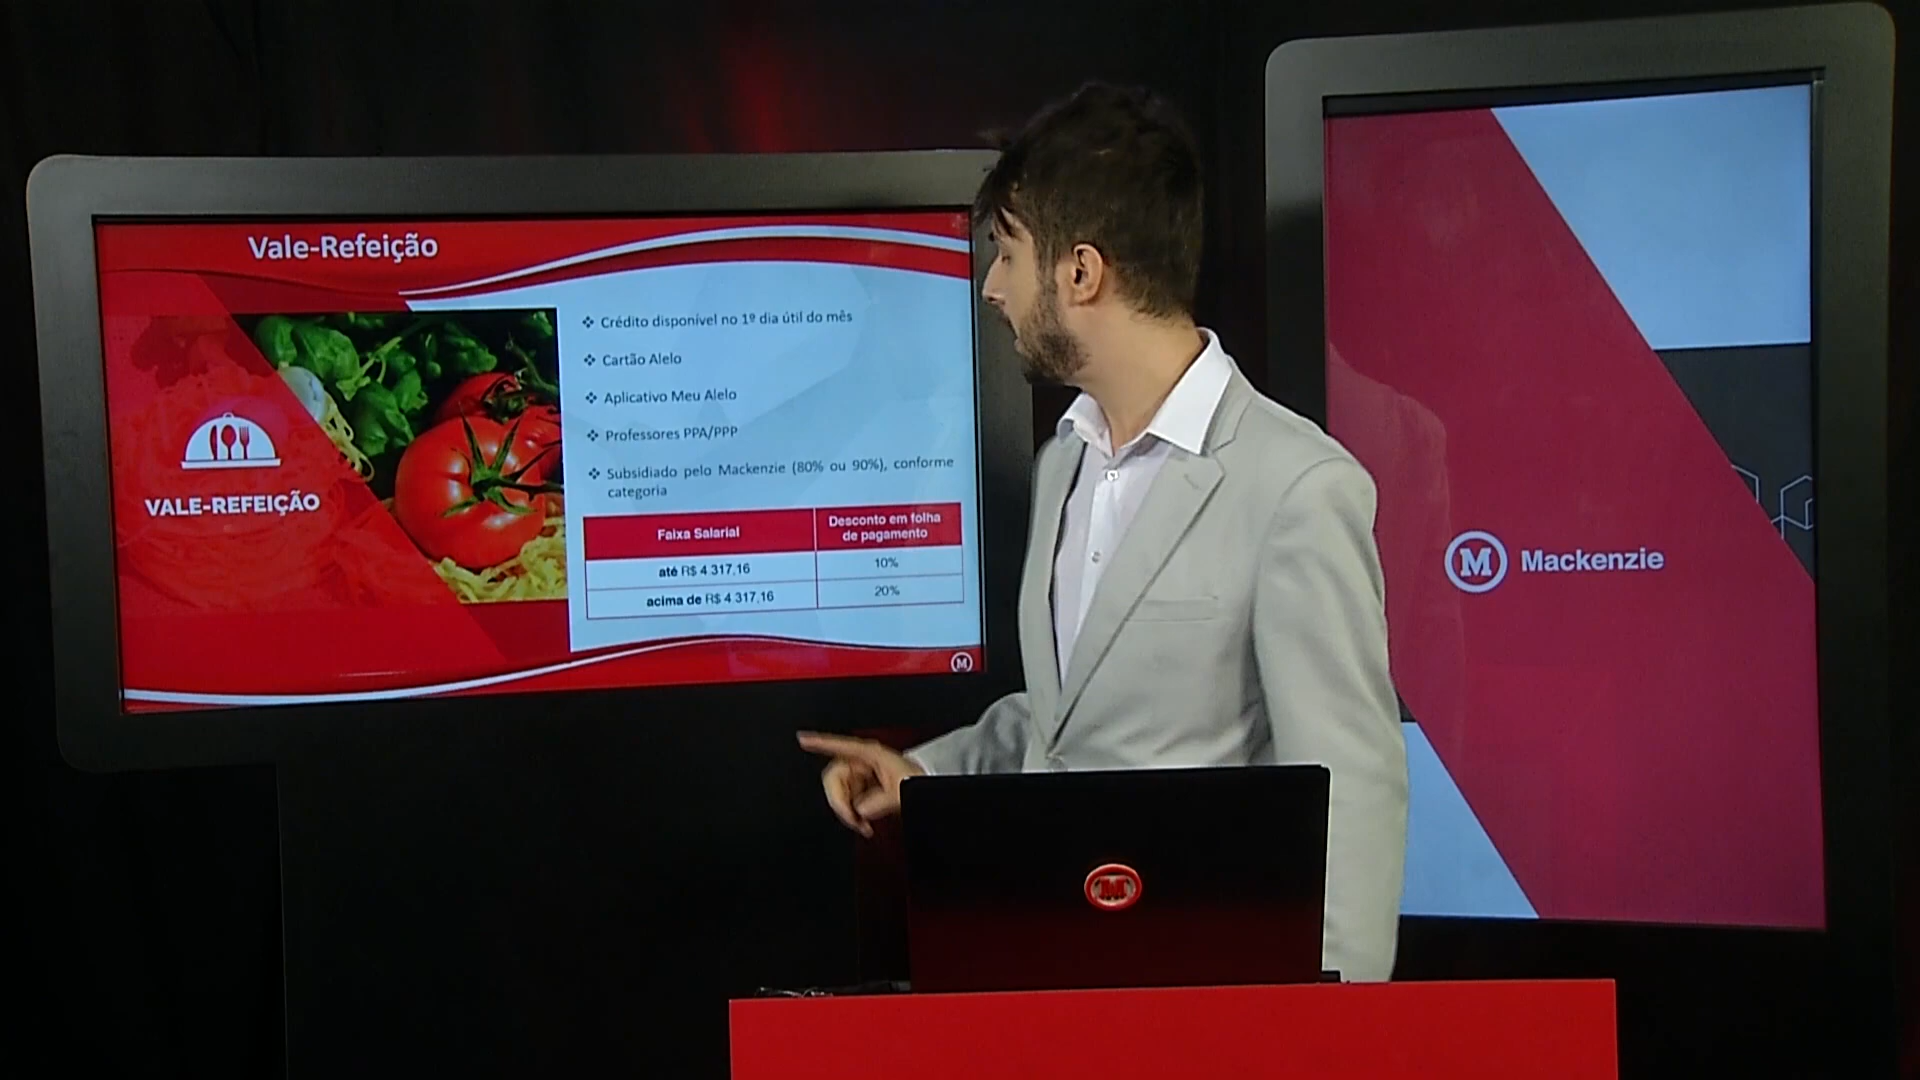 Vale-Refeição
VALE-REFEIÇÃO
❖ Crédito disponível no 1º dia útil do mês
❖ Cartão Alelo
❖ Aplicativo Meu Alelo
❖ Professores PPA/PPP
❖ Subsidiado pelo Mackenzie (80% ou 90%), conforme
categoria
Faixa Salarial
Desconto em folha
de pagamento
até R$ 4 317,16
10%
acima de R$ 4 317,16
20%
M
M Mackenzie
M